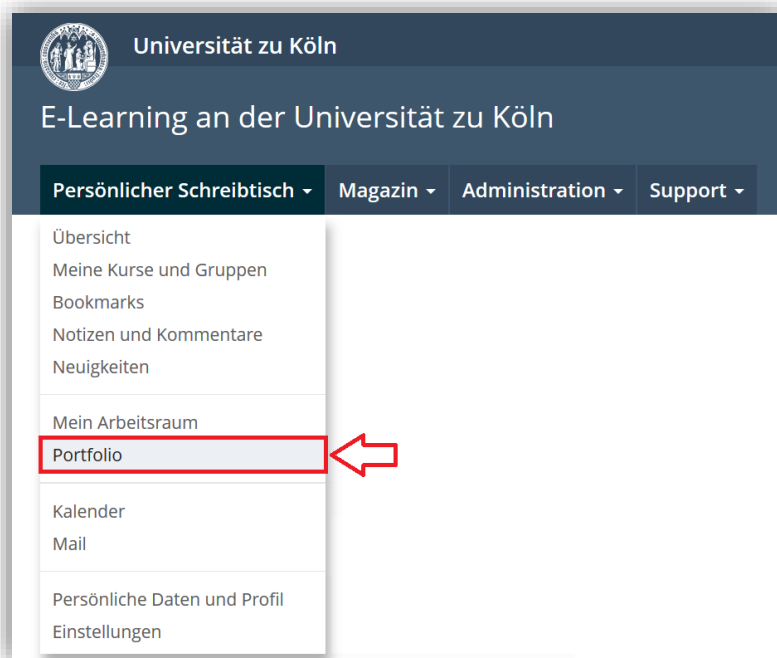 Universität zu Köln
E-Learning an der Universität zu Köln
Persönlicher Schreibtisch Magazin Administration Support
Übersicht
Meine Kurse und Gruppen
Bookmarks
Notizen und Kommentare
Neuigkeiten
Mein Arbeitsraum
Portfolio
Kalender
Mail
Persönliche Daten und Profil
Einstellungen